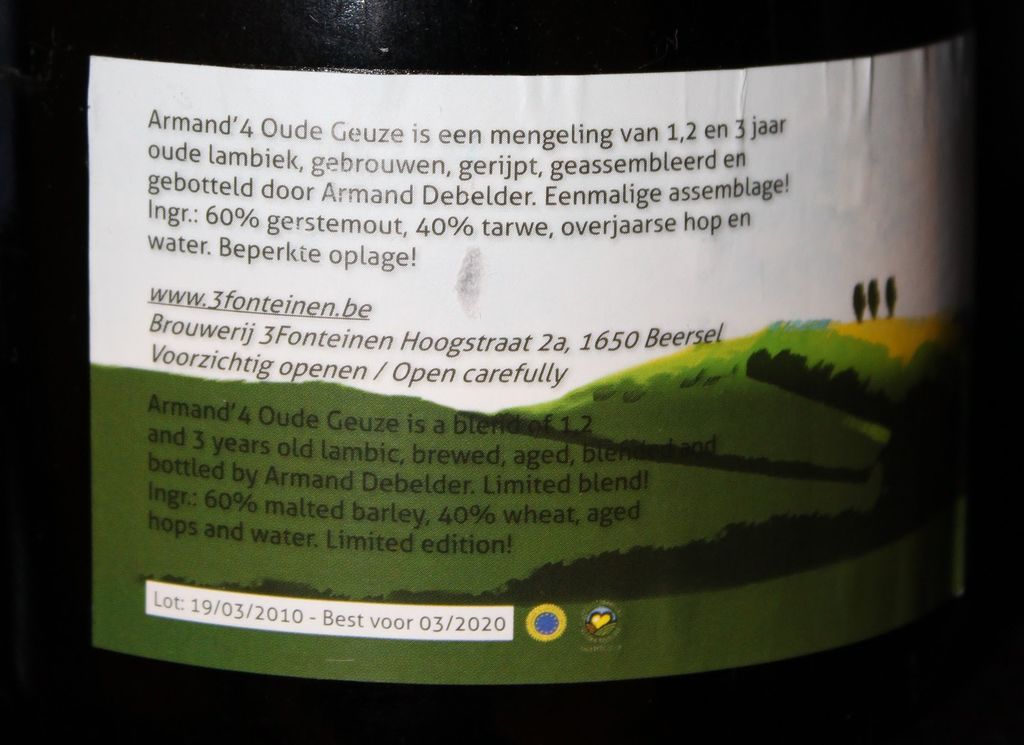 Armand'4 Oude Geuze is een mengeling van 1,2 en 3 jaar
oude lambiek, gebrouwen, gerijpt, geassembleerd en
gebotteld door Armand Debelder. Eenmalige assemblage!
Ingr.: 60% gerstemout, 40% tarwe, overjaarse hop en
water. Beperkte oplage!
www.3fonteinen.be
Brouwerij 3Fonteinen Hoogstraat 2a, 1650 Beersel
Voorzichtig openen / Open carefully
Armand'4 Oude Geuze is a blend of 1,2
and 3 years old lambic, brewed, aged, blended and
bottled by Armand Debelder. Limited blend!
Ingr.: 60% malted barley, 40% wheat, aged
hops and water. Limited edition!
Lot: 19/03/2010 - Best voor 03/2020